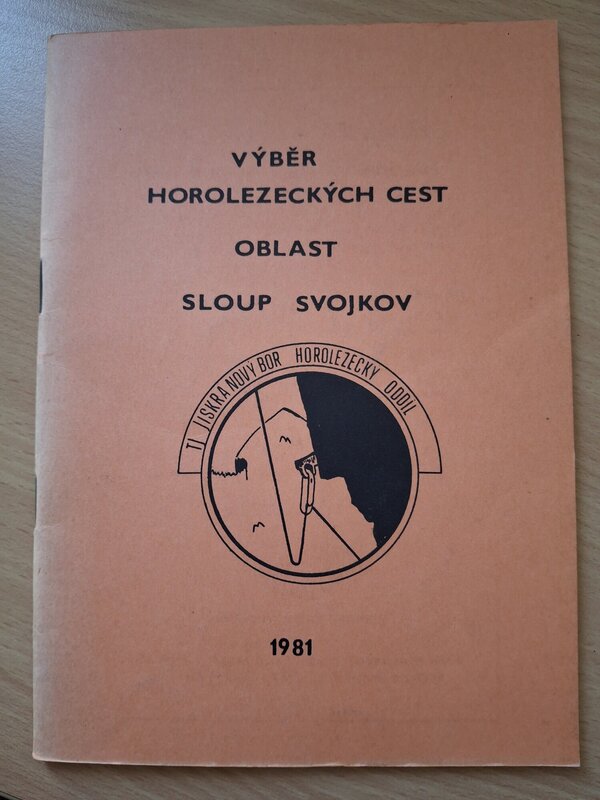 VÝBĚR
HOROLEZECKÝCH CEST
OBLAST
SLOUP SVOJKOV
TJ JISKRA NOVÝ BOR HOROLEZECKÝ ODDÍL
1981